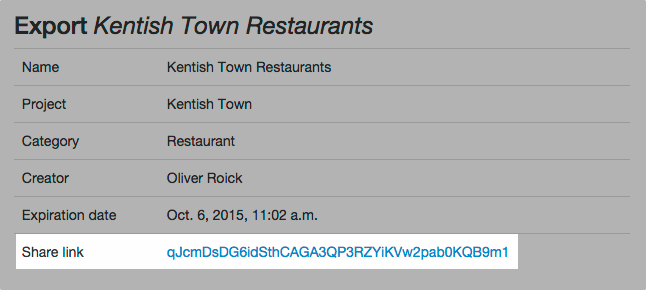 Export Kentish Town Restaurants
Name Kentish Town Restaurants
Project Kentish Town
Category Restaurant
Creator Oliver Roick
Expiration date Oct. 6, 2015, 11:02 a.m.
Share link qJcmDsDG6idSthCAGA3QP3RZYiKVw2pab0KQB9m1